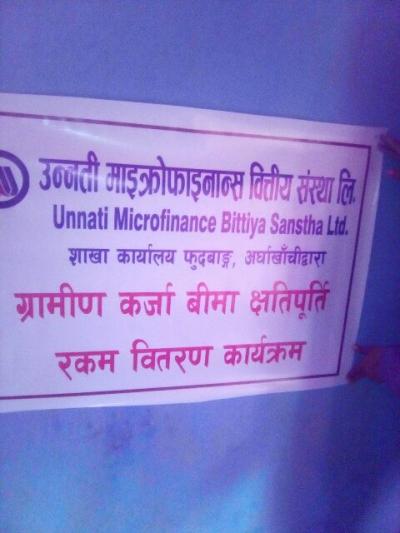 उन्नती माइक्रोफाइनान्स वित्तीय संस्था लि.
Unnati Microfinance Bittiya Sanstha Ltd.
शाखा कार्यालय फुदबाङ्ग, अर्घाखाँचीद्वारा
ग्रामीण कर्जा बीमा क्षतिपूर्ति
रकम वितरण कार्यक्रम